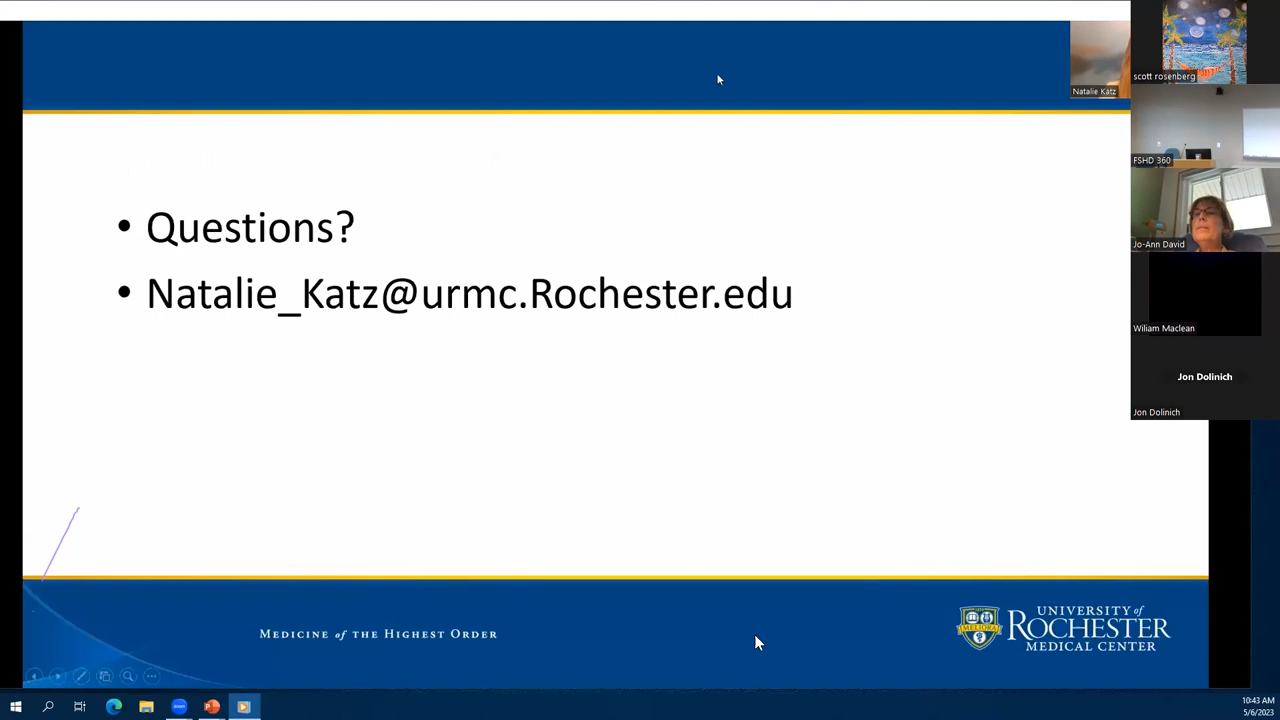 • Questions?
• Natalie_Katz@urmc.Rochester.edu
MEDICINE of THE HIGHEST ORDER
UNIVERSITY of
ROCHESTER
MEDICAL CENTER
MELIORA
Natalie Katz
scott rosenberg
FSHD 360
Jo-Ann David
Wiliam Maclean
Jon Dolinich
Jon Dolinich
10:43 AM
5/6/2023